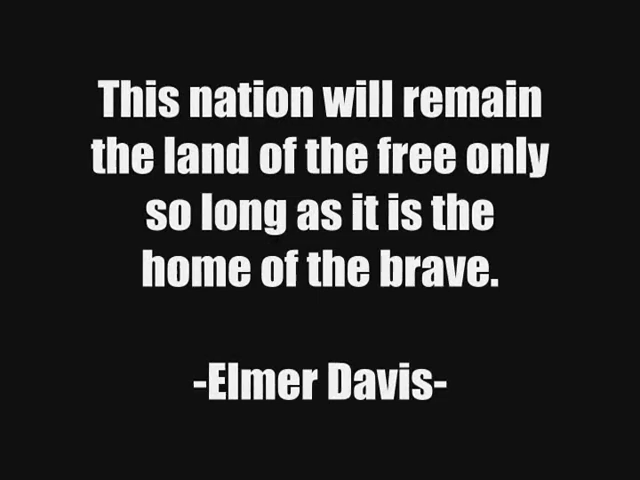 This nation will remain
the land of the free only
so long as it is the
home of the brave.
-Elmer Davis-